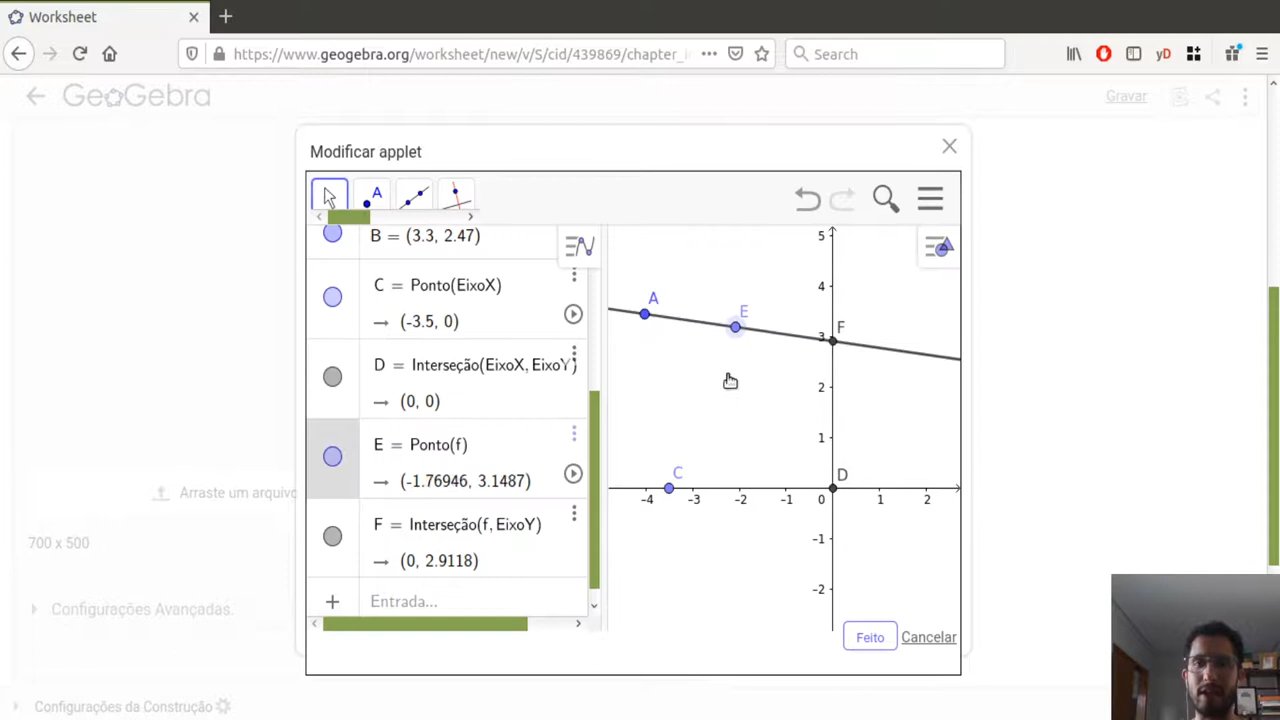 Worksheet
https://www.geogebra.org/worksheet/new/v/S/cid/439869/chapter_i
Search
yD
GeoGebra
Gravar
Modificar applet
A
B = (3.3, 2.47)
C = Ponto(EixoX)
→ (-3.5, 0)
D = Interseção(EixoX, EixoY)
→ (0, 0)
E = Ponto(f)
→ (-1.76946, 3.1487)
F = Interseção(f, EixoY)
→ (0, 2.9118)
Entrada...
5
4
3
2
1
-1
-2
-4 -3 -2 -1 0 1 2
A
E
F
C
D
Feito Cancelar
Arraste um arquivo
700 x 500
Configurações Avançadas.
Configurações da Construção